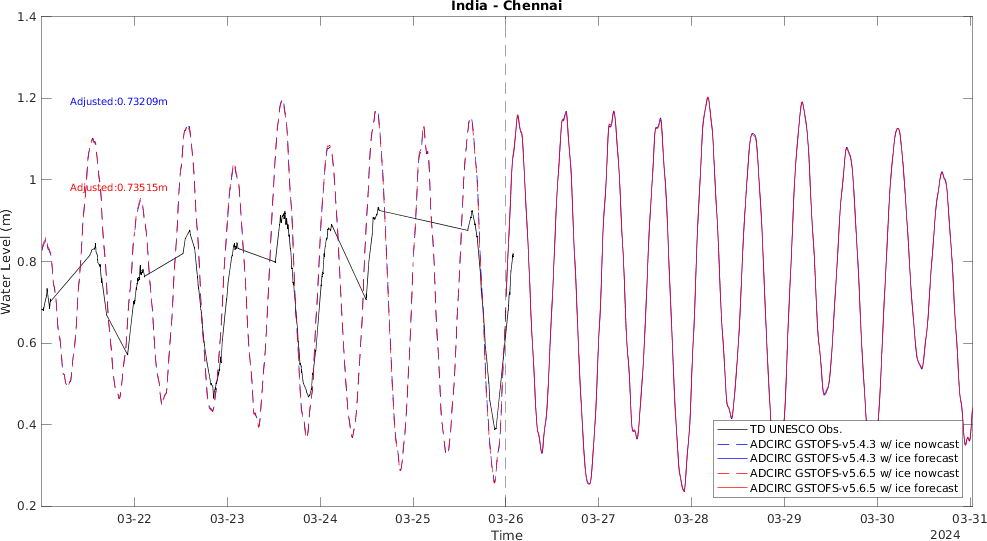 India - Chennai
1.4
1.2
1
0.8
0.6
0.4
0.2
Water Level (m)
Adjusted:0.73209m
Adjusted:0.73515m
TD UNESCO Obs.
ADCIRC GSTOFS-v5.4.3 w/ ice nowcast
ADCIRC GSTOFS-v5.4.3 w/ ice forecast
ADCIRC GSTOFS-v5.6.5 w/ ice nowcast
ADCIRC GSTOFS-v5.6.5 w/ ice forecast
03-22 03-23 03-24 03-25 03-26 03-27 03-28 03-29 03-30 03-31
Time
2024